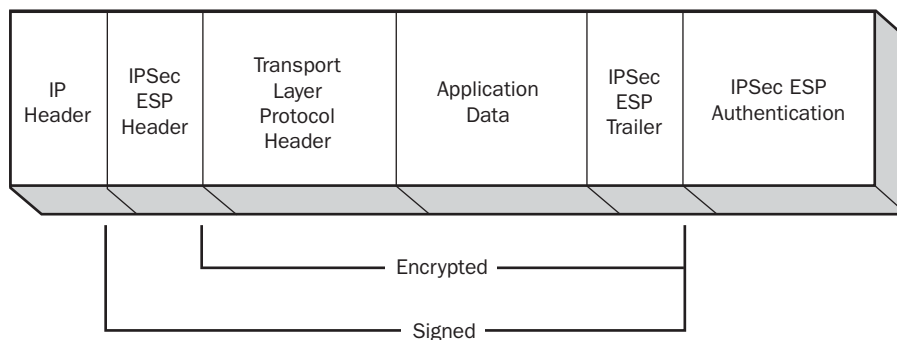 IP
Header
IPSec
ESP
Header
Transport
Layer
Protocol
Header
Application
Data
IPSec
ESP
Trailer
IPSec ESP
Authentication
Encrypted
Signed